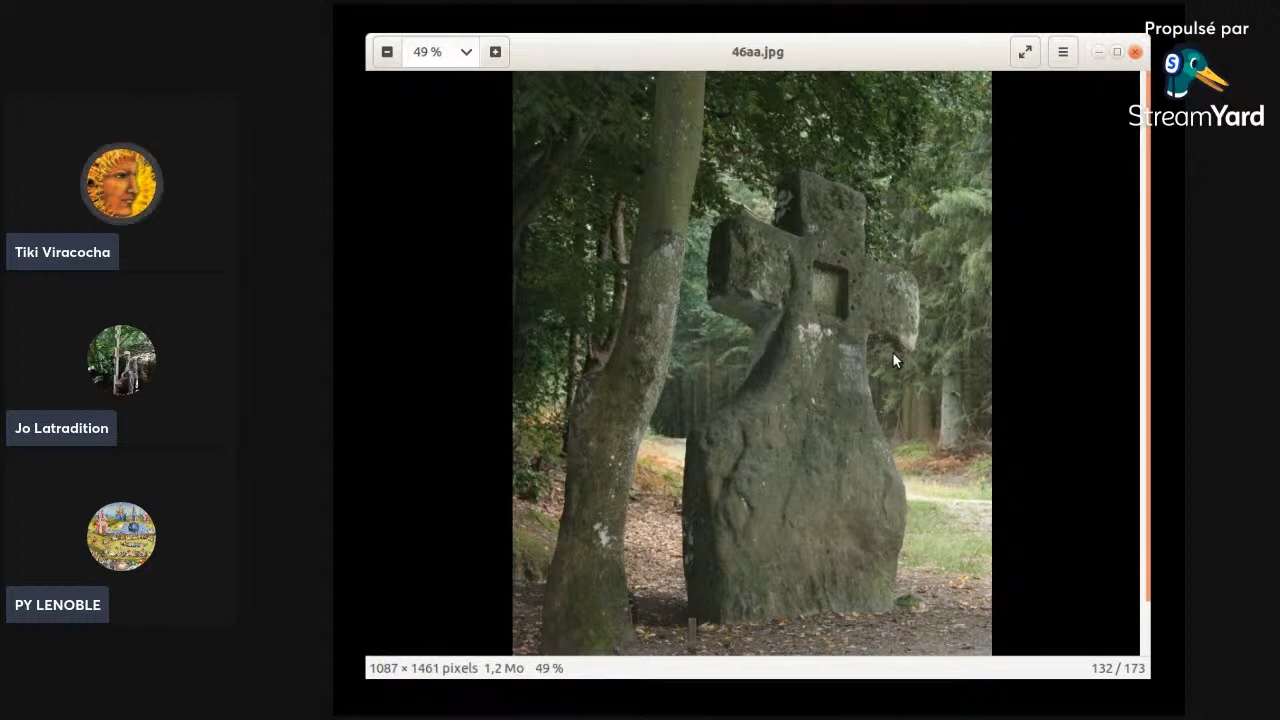 Propulsé par
StreamYard
49 %
46aa.jpg
Tiki Viracocha
Jo Latradition
PY LENOBLE
1087 × 1461 pixels 1,2 Mo 49 %
132 / 173